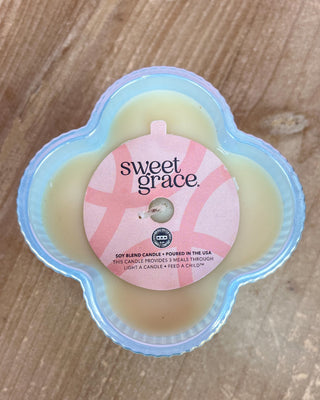 sweet
grace.
SOY BLEND CANDLE • POURED IN THE USA
THIS CANDLE PROVIDES 3 MEALS THROUGH
LIGHT A CANDLE • FEED A CHILD™